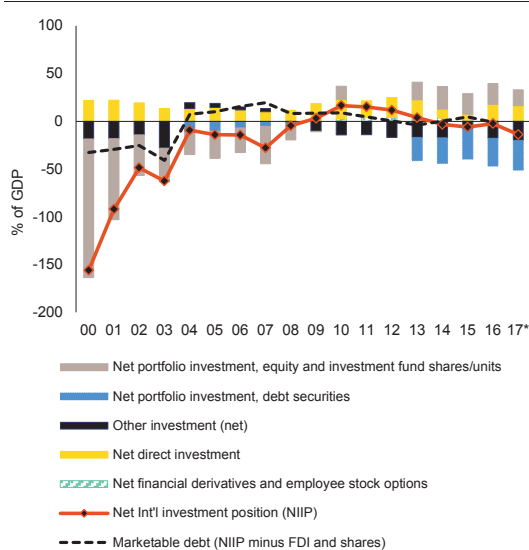 100
50
0
-50
-100
-150
-200
% of GDP
00 01 02 03 04 05 06 07 08 09 10 11 12 13 14 15 16 17*
Net portfolio investment, equity and investment fund shares/units
Net portfolio investment, debt securities
Other investment (net)
Net direct investment
Net financial derivatives and employee stock options
Net Int'l investment position (NIIP)
Marketable debt (NIIP minus FDI and shares)